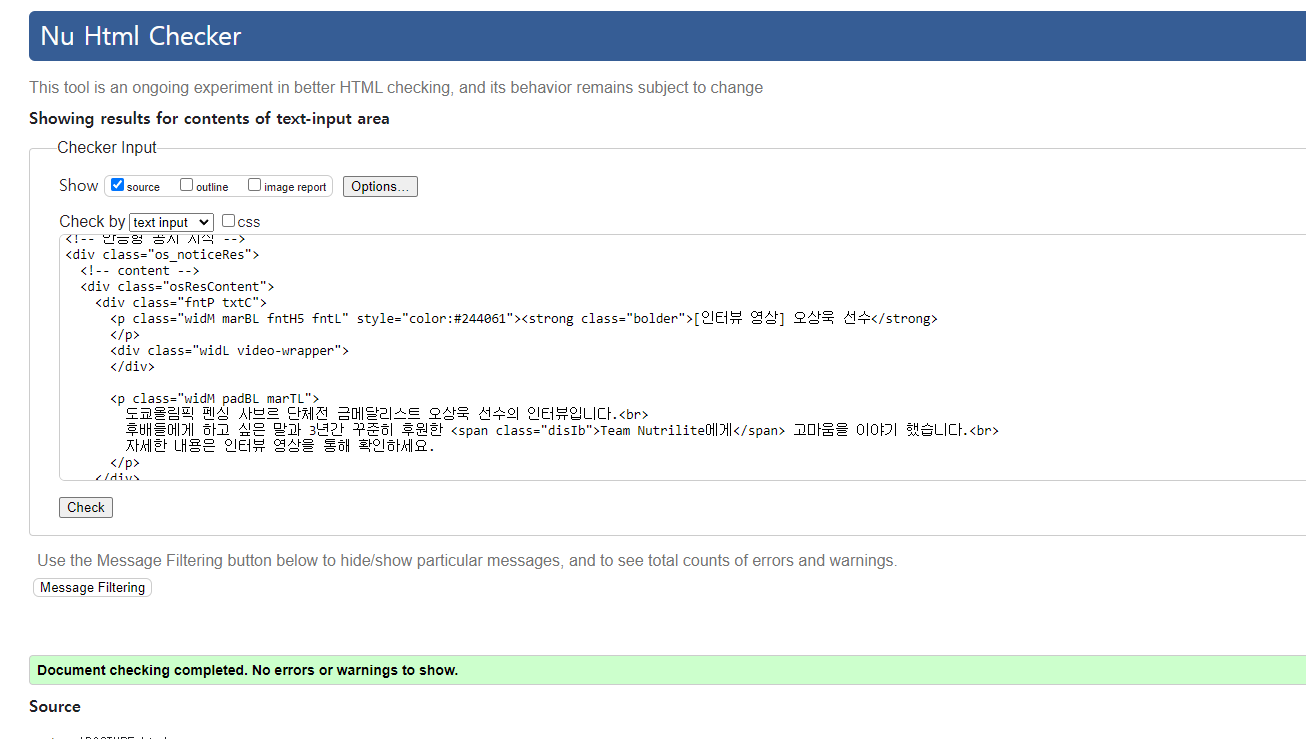 Nu Html Checker
This tool is an ongoing experiment in better HTML checking, and its behavior remains subject to change
Showing results for contents of text-input area
Checker Input
Show source outline image report Options...
Check by text input css
<!-- 반응형 공지 시작 -->
<div class="os_noticeRes">
<!-- content -->
<div class="osResContent">
<div class="fntP txtC">
<p class="widM marBL fntH5 fntL" style="color:#244061"><strong class="bolder">[인터뷰 영상] 오상욱 선수</strong>
</p>
<div class="widL video-wrapper">
</div>
<p class="widM padBL marTL">
도쿄올림픽 펜싱 사브르 단체전 금메달리스트 오상욱 선수의 인터뷰입니다.<br>
후배들에게 하고 싶은 말과 3년간 꾸준히 후원한 <span class="disIb">Team Nutrilite에게</span> 고마움을 이야기 했습니다.<br>
자세한 내용은 인터뷰 영상을 통해 확인하세요.
</p>
</div>
Check
Use the Message Filtering button below to hide/show particular messages, and to see total counts of errors and warnings.
Message Filtering
Document checking completed. No errors or warnings to show.
Source